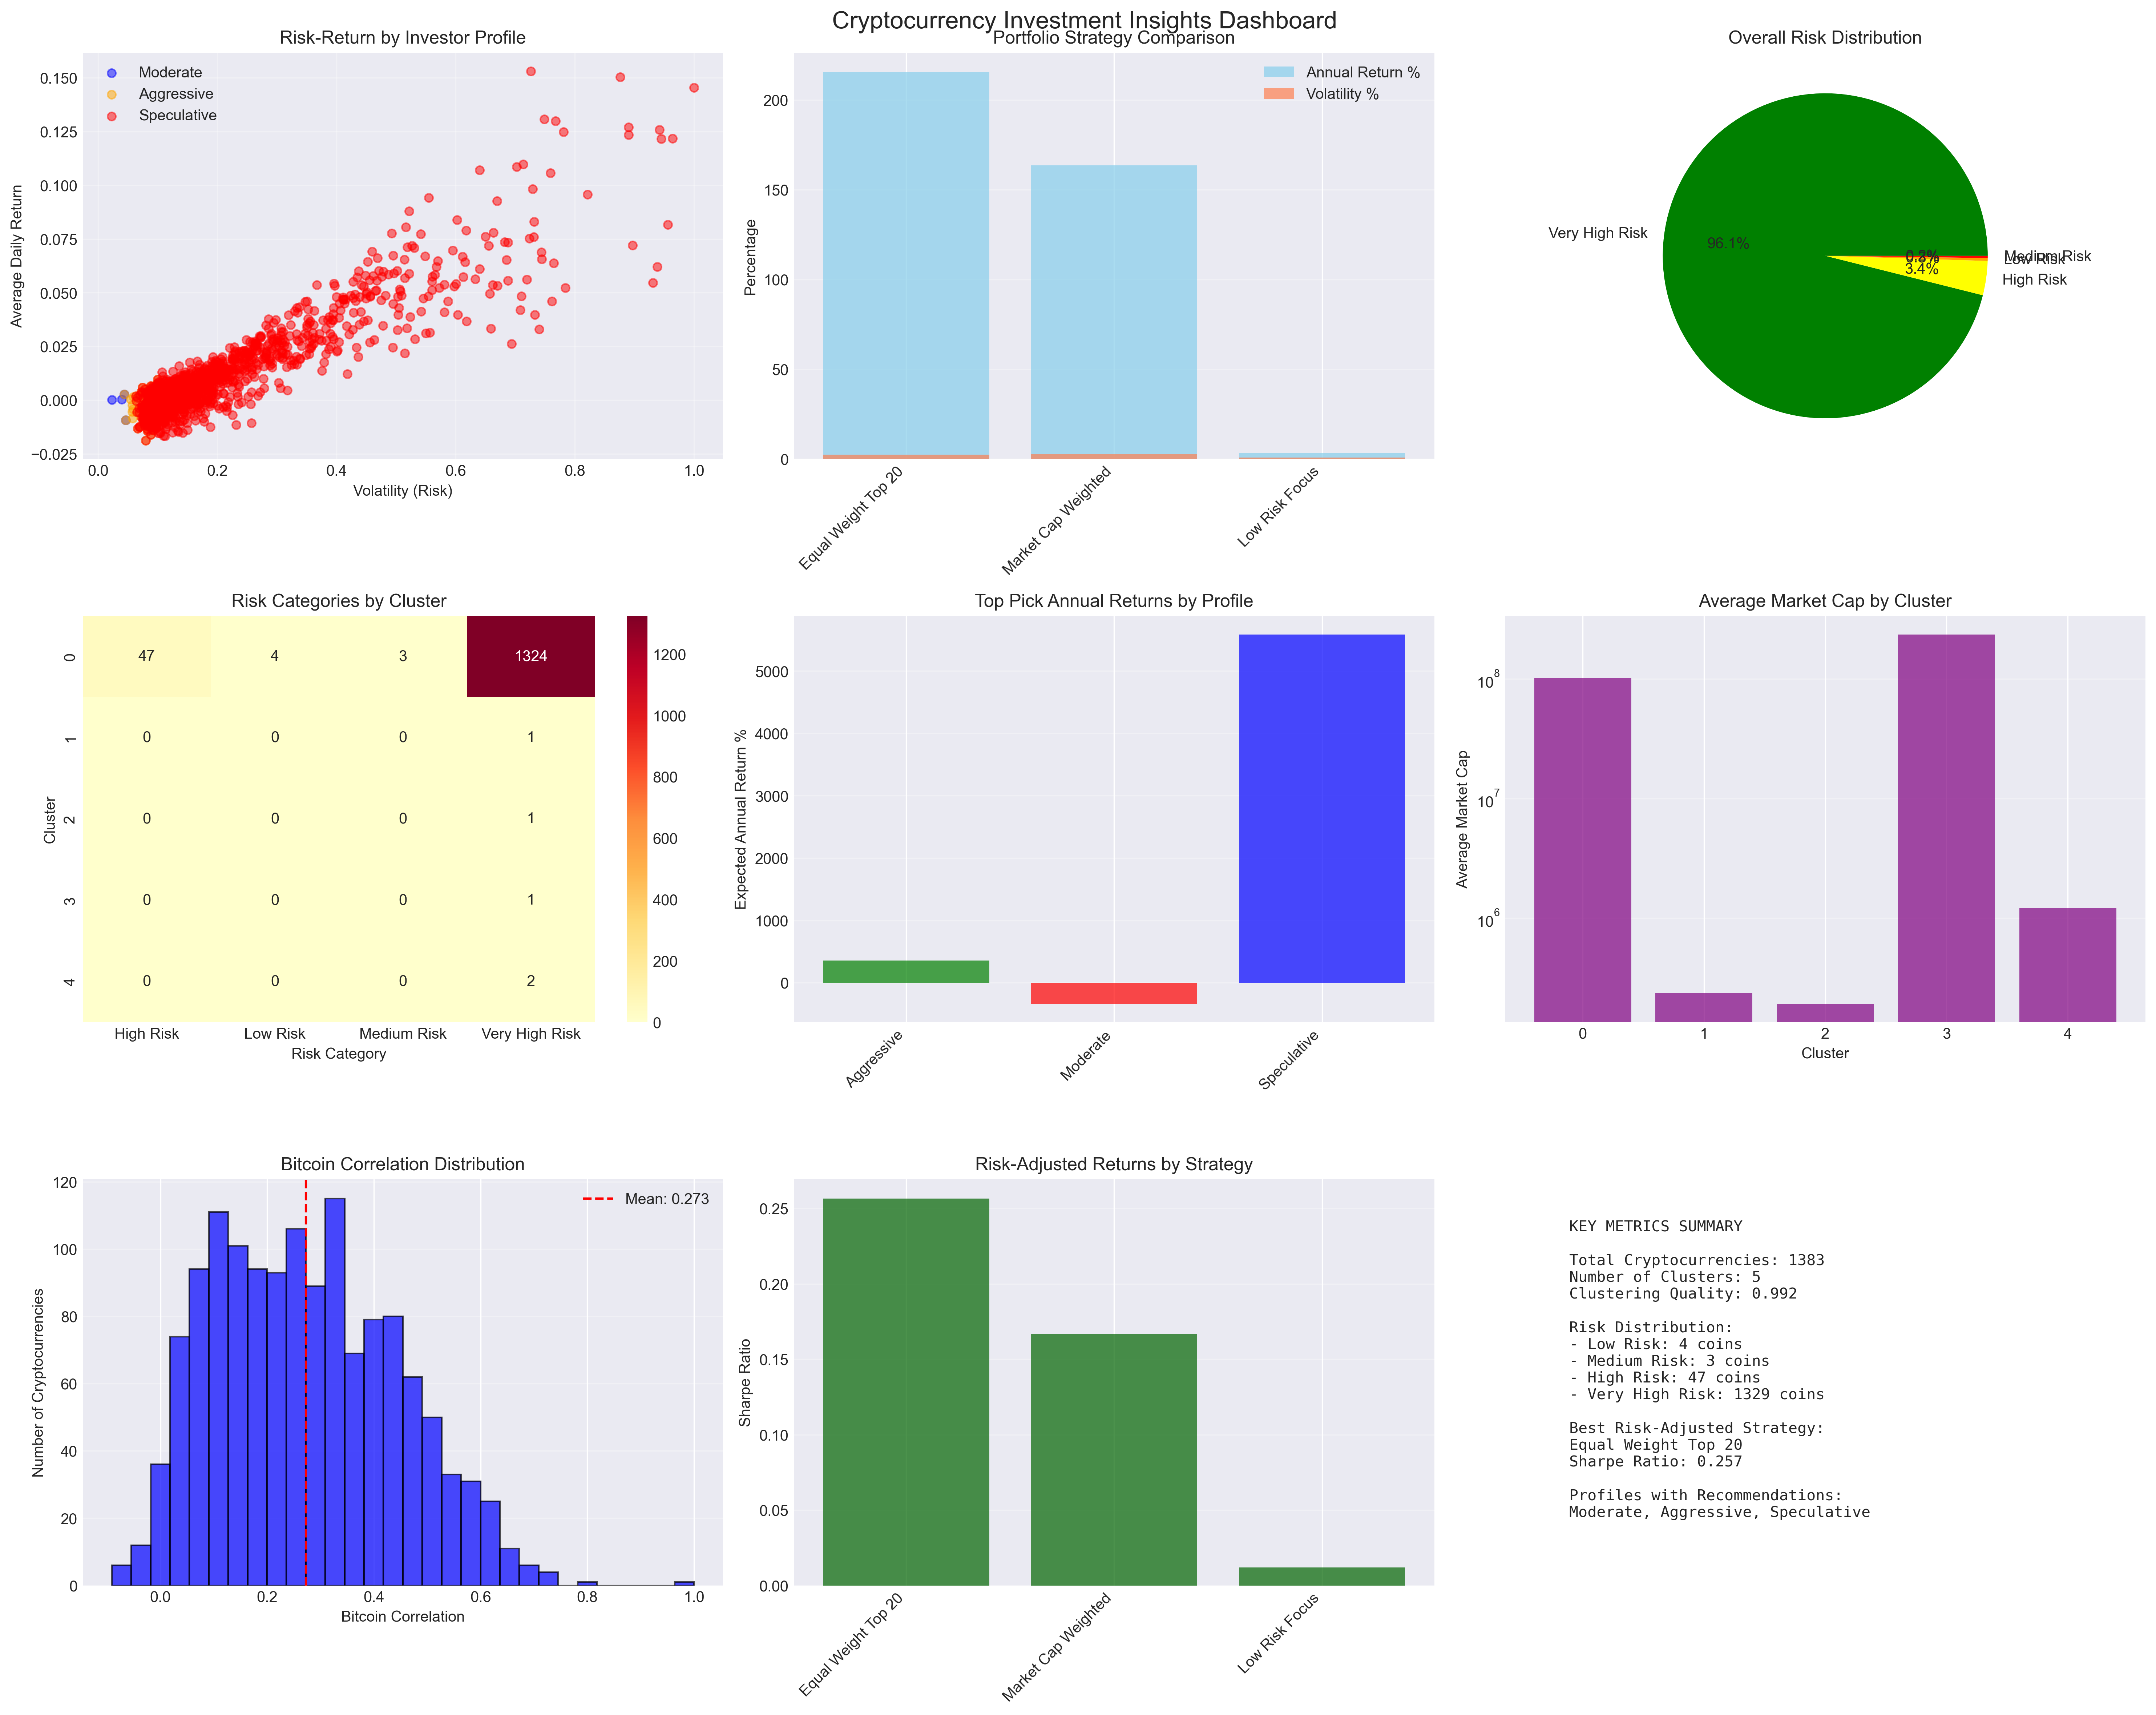 Cryptocurrency Investment Insights Dashboard
Risk-Return by Investor Profile
Moderate
Aggressive
Speculative
0.150
0.125
0.100
0.075
0.050
0.025
0.000
−0.025
Average Daily Return
0.0 0.2 0.4 0.6 0.8 1.0
Volatility (Risk)
Portfolio Strategy Comparison
Annual Return %
Volatility %
200
150
100
50
0
Percentage
Equal Weight Top 20
Market Cap Weighted
Low Risk Focus
Overall Risk Distribution
Very High Risk
96.1%
Medium Risk
Low Risk
3.4%
High Risk
Risk Categories by Cluster
0 47 4 3 1324
1 0 0 0 1
2 0 0 0 1
3 0 0 0 1
4 0 0 0 2
Cluster
High Risk Low Risk Medium Risk Very High Risk
Risk Category
1200
1000
800
600
400
200
0
Top Pick Annual Returns by Profile
5000
4000
3000
2000
1000
0
Expected Annual Return %
Aggressive
Moderate
Speculative
Average Market Cap by Cluster
10^8
10^7
10^6
Average Market Cap
0 1 2 3 4
Cluster
Bitcoin Correlation Distribution
Mean: 0.273
120
100
80
60
40
20
0
Number of Cryptocurrencies
0.0 0.2 0.4 0.6 0.8 1.0
Bitcoin Correlation
Risk-Adjusted Returns by Strategy
0.25
0.20
0.15
0.10
0.05
0.00
Sharpe Ratio
Equal Weight Top 20
Market Cap Weighted
Low Risk Focus
KEY METRICS SUMMARY
Total Cryptocurrencies: 1383
Number of Clusters: 5
Clustering Quality: 0.992
Risk Distribution:
- Low Risk: 4 coins
- Medium Risk: 3 coins
- High Risk: 47 coins
- Very High Risk: 1329 coins
Best Risk-Adjusted Strategy:
Equal Weight Top 20
Sharpe Ratio: 0.257
Profiles with Recommendations:
Moderate, Aggressive, Speculative